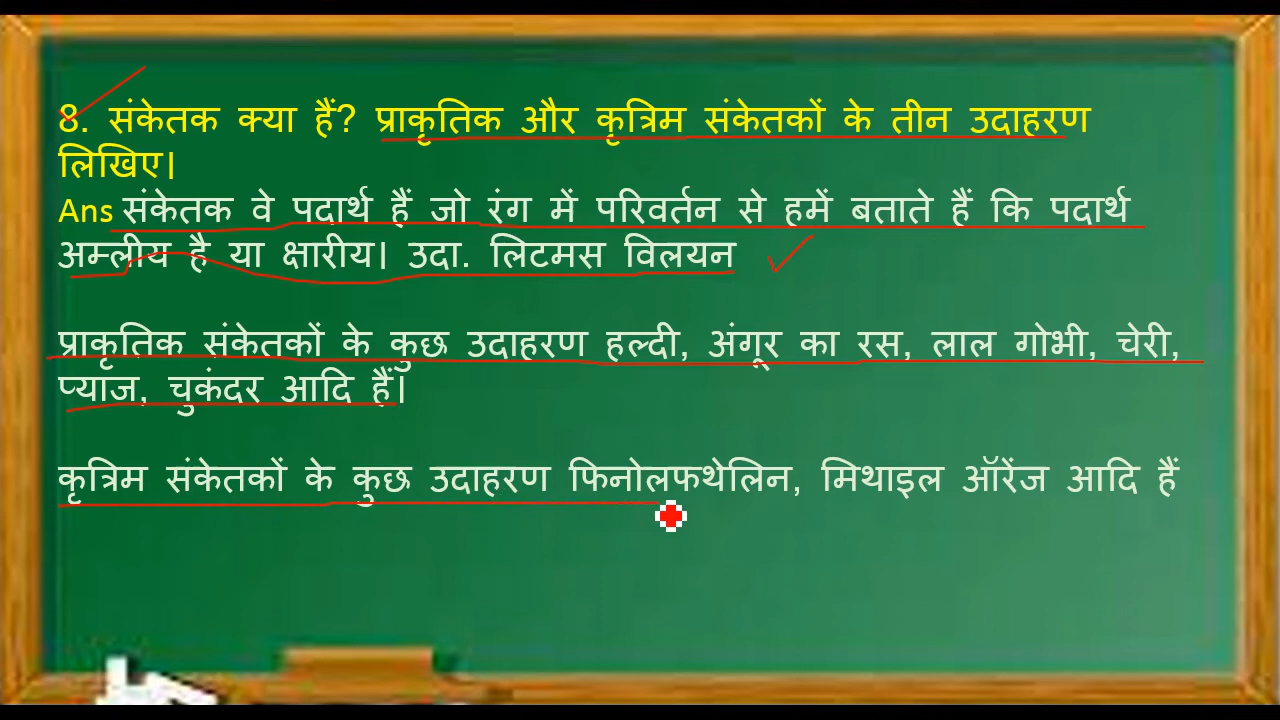 8. संकेतक क्या हैं? प्राकृतिक और कृत्रिम संकेतकों के तीन उदाहरण
लिखिए।
Ans संकेतक वे पदार्थ हैं जो रंग में परिवर्तन से हमें बताते हैं कि पदार्थ
अम्लीय है या क्षारीय। उदा. लिटमस विलयन
प्राकृतिक संकेतकों के कुछ उदाहरण हल्दी, अंगूर का रस, लाल गोभी, चेरी,
प्याज, चुकंदर आदि हैं।
कृत्रिम संकेतकों के कुछ उदाहरण फिनोलफथेलिन, मिथाइल ऑरेंज आदि हैं